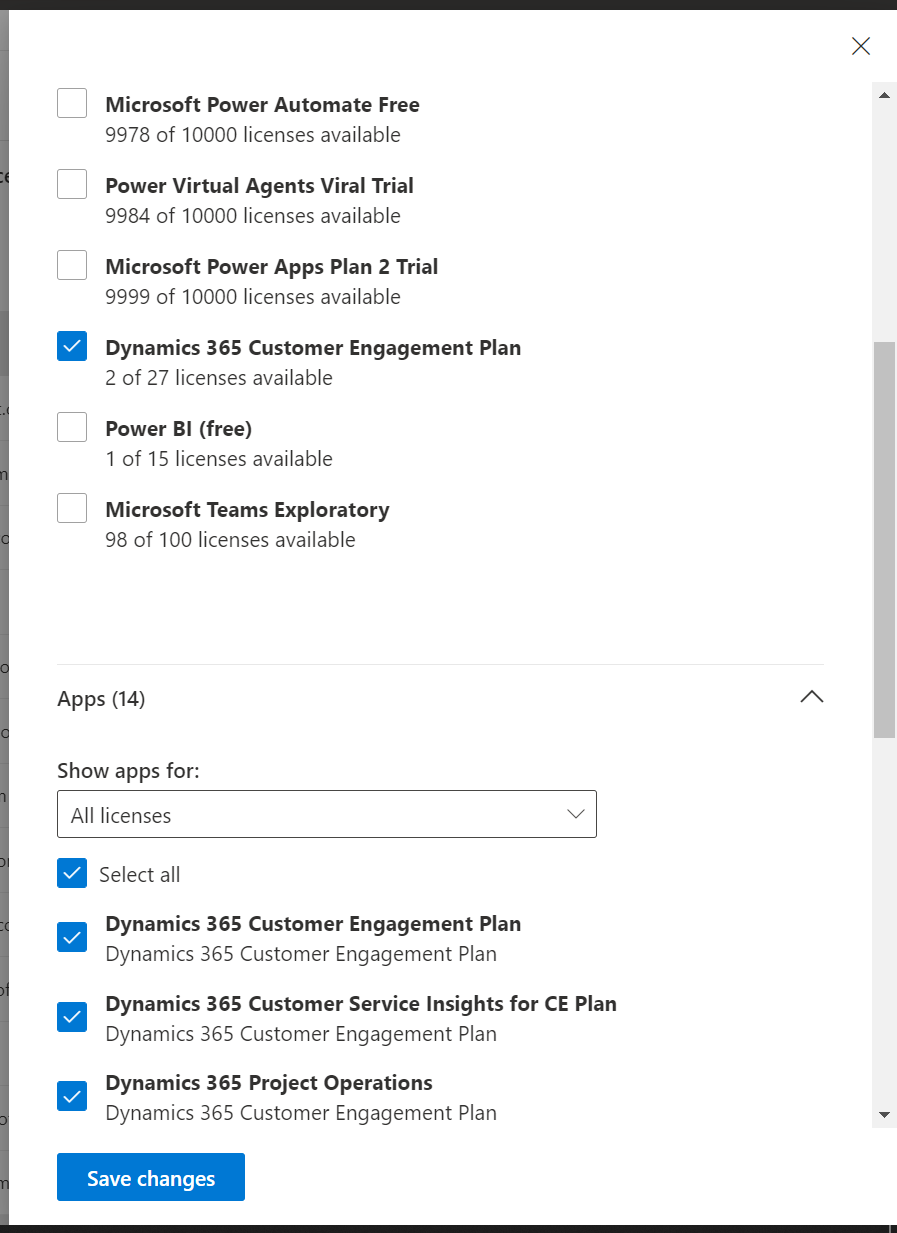 Microsoft Power Automate Free
9978 of 10000 licenses available
Power Virtual Agents Viral Trial
9984 of 10000 licenses available
Microsoft Power Apps Plan 2 Trial
9999 of 10000 licenses available
Dynamics 365 Customer Engagement Plan
2 of 27 licenses available
Power BI (free)
1 of 15 licenses available
Microsoft Teams Exploratory
98 of 100 licenses available
Apps (14)
Show apps for:
All licenses
Select all
Dynamics 365 Customer Engagement Plan
Dynamics 365 Customer Engagement Plan
Dynamics 365 Customer Service Insights for CE Plan
Dynamics 365 Customer Engagement Plan
Dynamics 365 Project Operations
Dynamics 365 Customer Engagement Plan
Save changes